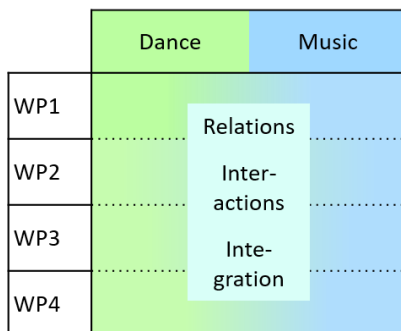 Dance Music
WP1
Relations
WP2
Inter-
actions
WP3
Inte-
gration
WP4